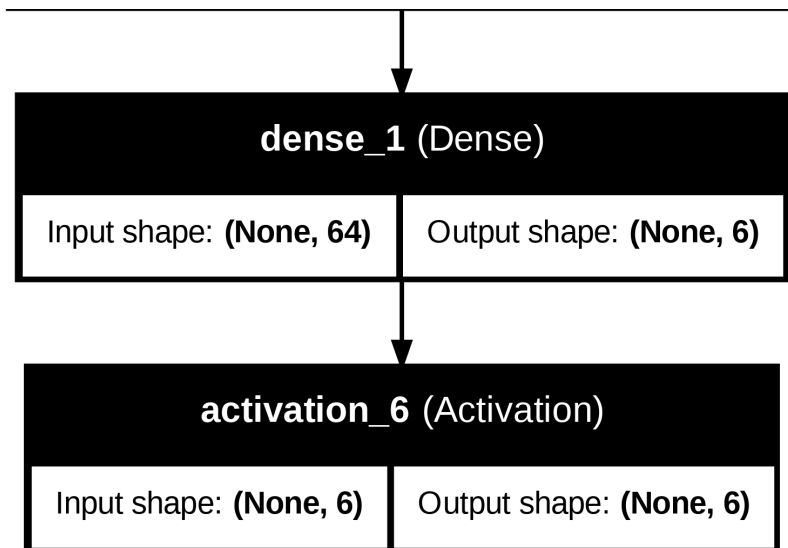 dense_1 (Dense)
Input shape: (None, 64) Output shape: (None, 6)
activation_6 (Activation)
Input shape: (None, 6) Output shape: (None, 6)